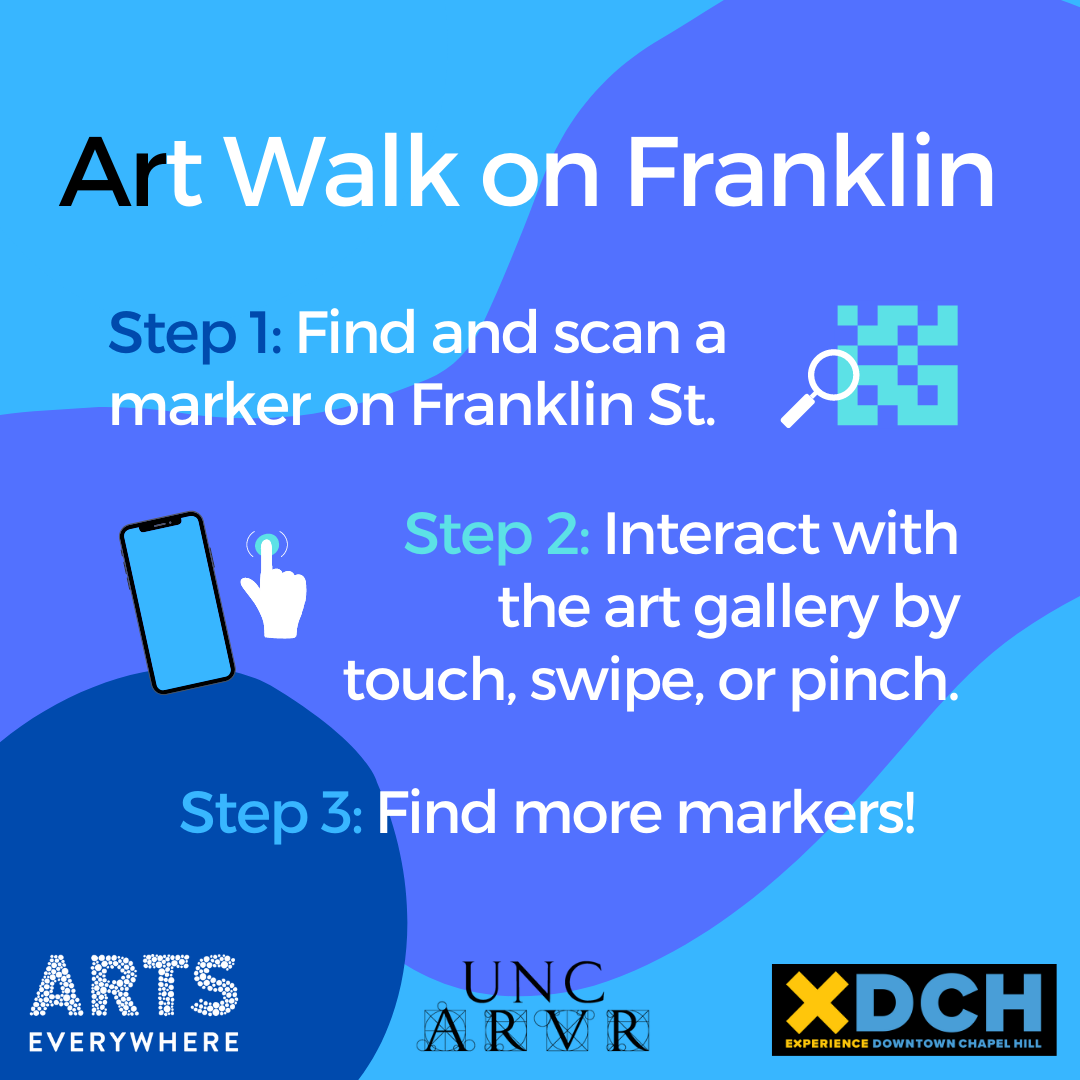 Art Walk on Franklin
Step 1: Find and scan a
marker on Franklin St.
Step 2: Interact with
the art gallery by
touch, swipe, or pinch.
Step 3: Find more markers!
ARTS
EVERYWHERE
UNC
ARVR
XDCH
EXPERIENCE DOWNTOWN CHAPEL HILL